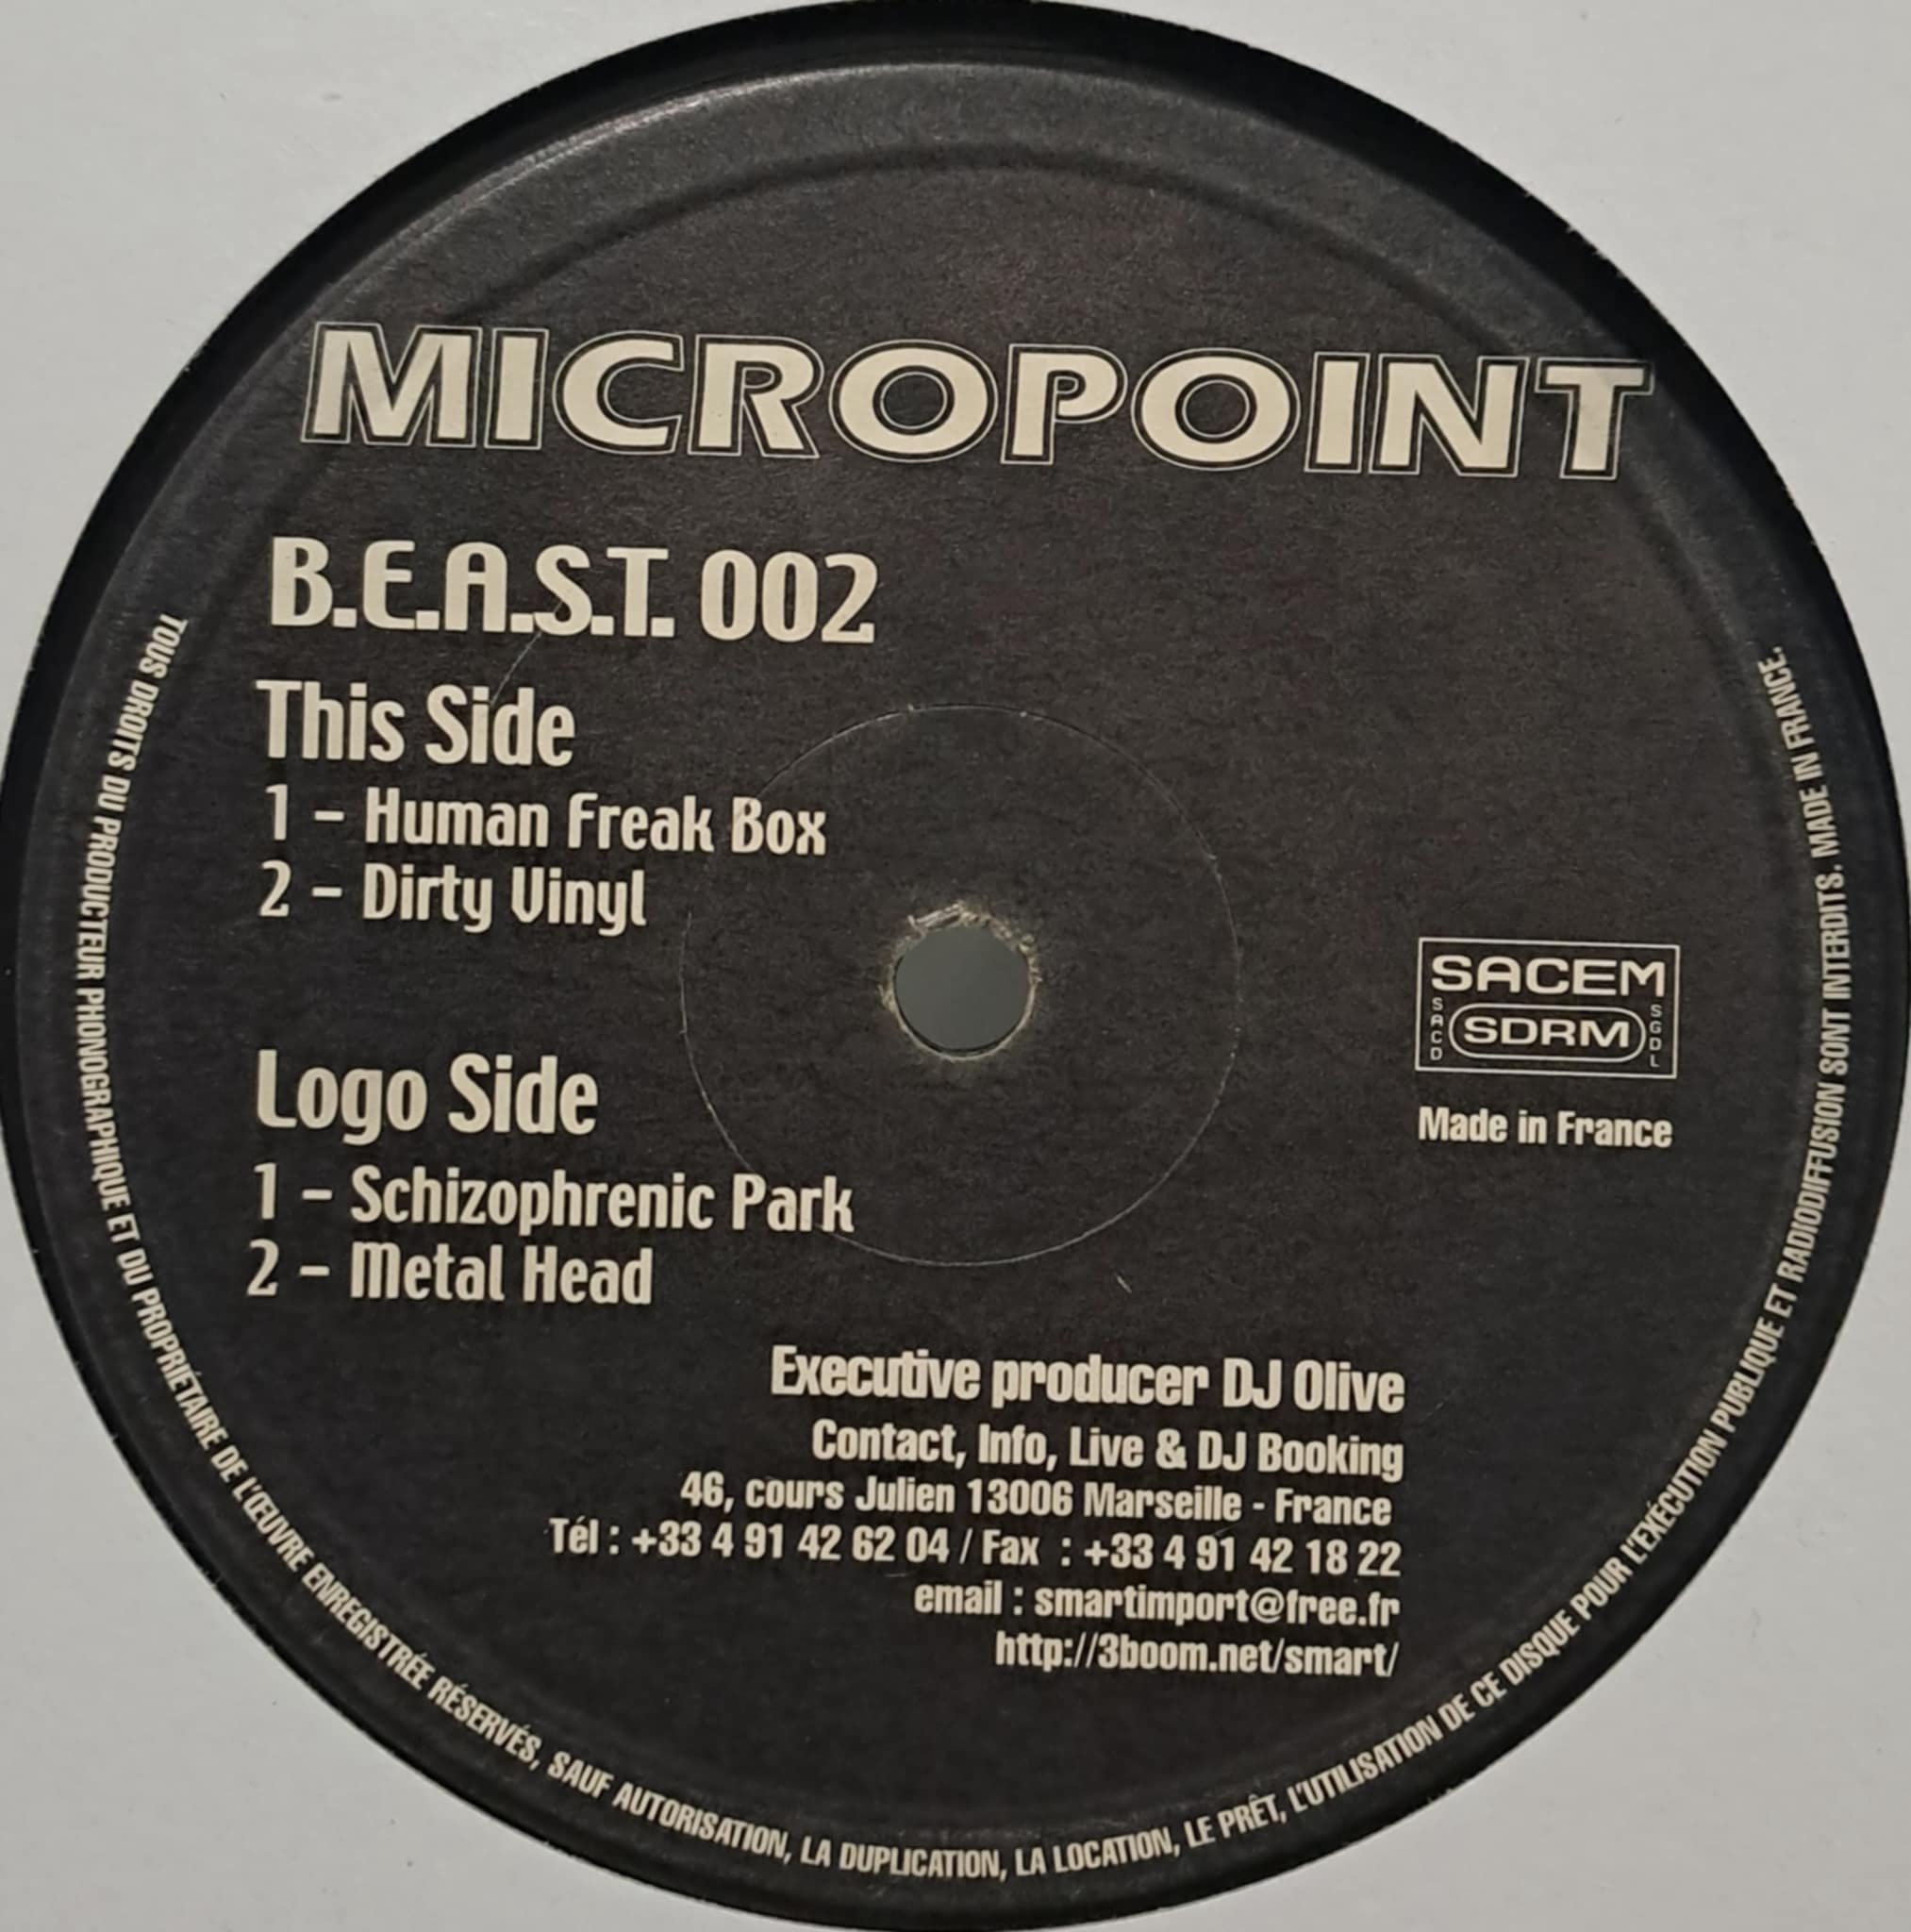 MICROPOINT
B.E.A.S.T. 002
This Side
1 - Human Freak Box
2 - Dirty Vinyl
Logo Side
1 - Schizophrenic Park
2 - Metal Head
SACEM
SACD
SDRM
SGDL
Made in France
Executive producer DJ Olive
Contact, Info, Live & DJ Booking
46, cours Julien 13006 Marseille - France
Tél : +33 4 91 42 62 04 / Fax : +33 4 91 42 18 22
email : smartimport@free.fr
http://3boom.net/smart/
TOUS DROITS DU PRODUCTEUR PHONOGRAPHIQUE ET DU PROPRIÉTAIRE DE L'ŒUVRE ENREGISTRÉE RÉSERVÉS, SAUF AUTORISATION, LA DUPLICATION, LA LOCATION, LE PRÊT, L'UTILISATION DE CE DISQUE POUR L'EXÉCUTION PUBLIQUE ET RADIODIFFUSION SONT INTERDITS. MADE IN FRANCE.